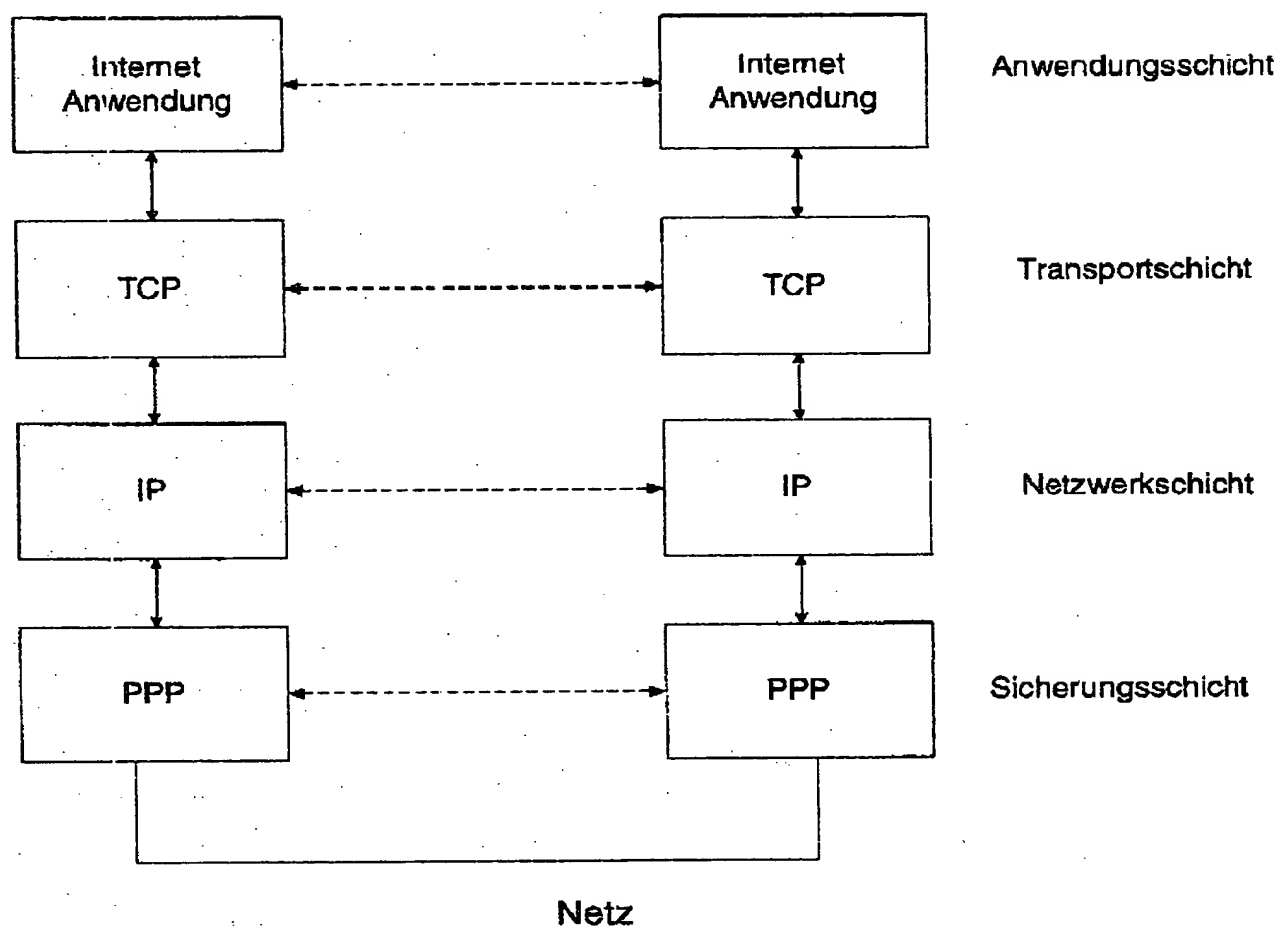 Internet
Anwendung
Internet
Anwendung
Anwendungsschicht
TCP
TCP
Transportschicht
IP
IP
Netzwerkschicht
PPP
PPP
Sicherungsschicht
Netz